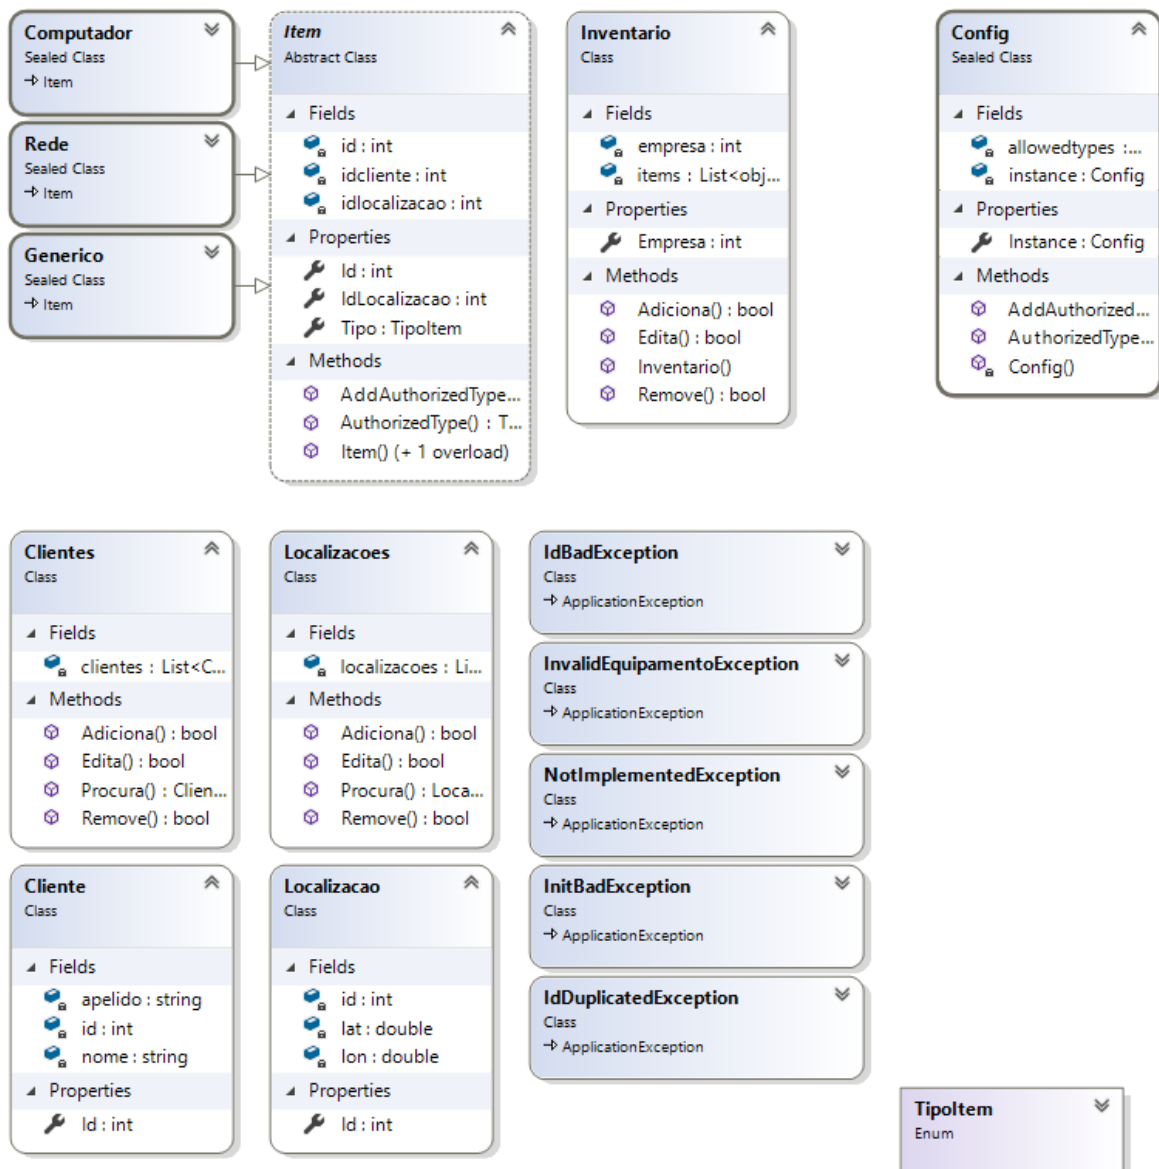 Computador
Sealed Class
Item
Rede
Sealed Class
Item
Generico
Sealed Class
Item
Item
Abstract Class
Fields
id : int
idcliente : int
idlocalizacao : int
Properties
Id : int
IdLocalizacao : int
Tipo : TipoItem
Methods
AddAuthorizedType...
AuthorizedType() : T...
Item() (+ 1 overload)
Inventario
Class
Fields
empresa : int
items : List<obj...
Properties
Empresa : int
Methods
Adiciona() : bool
Edita() : bool
Inventario()
Remove() : bool
Config
Sealed Class
Fields
allowedtypes :...
instance : Config
Properties
Instance : Config
Methods
AddAuthorized...
AuthorizedType...
Config()
Clientes
Class
Fields
clientes : List<C...
Methods
Adiciona() : bool
Edita() : bool
Procura() : Clien...
Remove() : bool
Localizacoes
Class
Fields
localizacoes : Li...
Methods
Adiciona() : bool
Edita() : bool
Procura() : Loca...
Remove() : bool
IdBadException
Class
ApplicationException
InvalidEquipamentoException
Class
ApplicationException
NotImplementedException
Class
ApplicationException
InitBadException
Class
ApplicationException
IdDuplicatedException
Class
ApplicationException
Cliente
Class
Fields
apelido : string
id : int
nome : string
Properties
Id : int
Localizacao
Class
Fields
id : int
lat : double
lon : double
Properties
Id : int
TipoItem
Enum